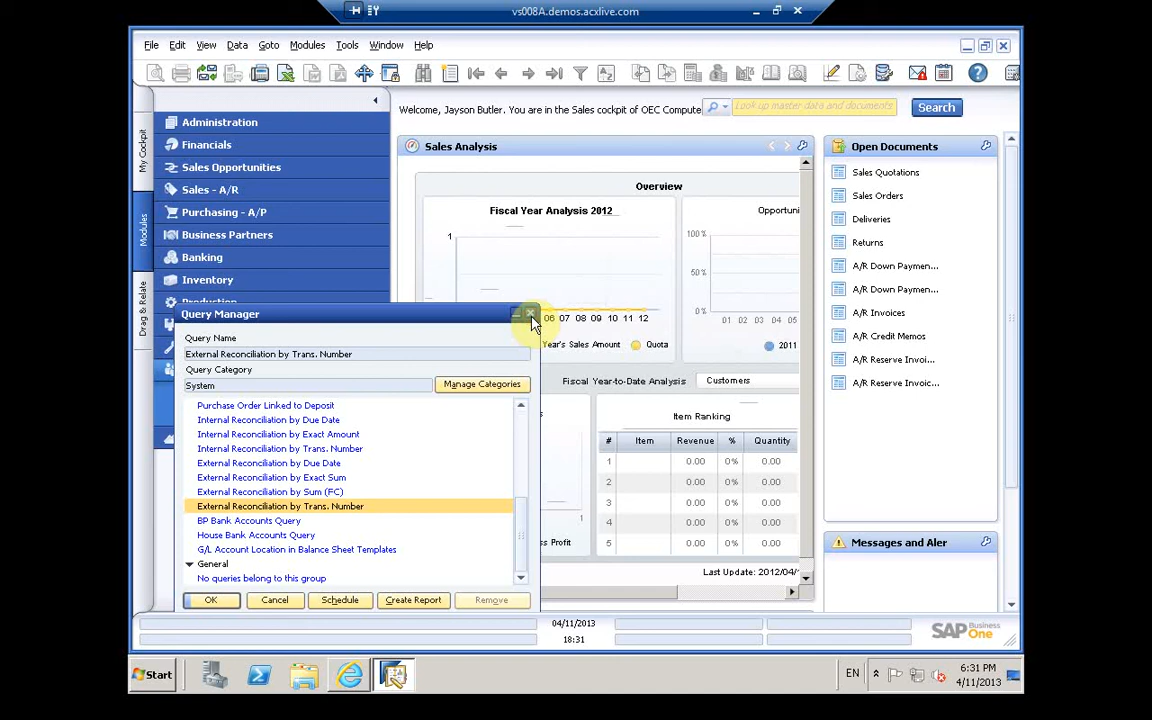 vs008A.demos.acxlive.com
File Edit View Data Goto Modules Tools Window Help
Welcome, Jayson Butler. You are in the Sales cockpit of OEC Compute
Look up master data and documents
Search
My Cockpit
Modules
Drag & Relate
Administration
Financials
Sales Opportunities
Sales - A/R
Purchasing - A/P
Business Partners
Banking
Inventory
Production
Sales Analysis
Overview
Fiscal Year Analysis 2012
1
06 07 08 09 10 11 12
Year's Sales Amount
Quota
Opportuni
100%
50%
0%
01 02 03 04 05
2011
Fiscal Year-to-Date Analysis
Customers
Item Ranking
# Item Revenue % Quantity
1 0.00 0% 0.00
2 0.00 0% 0.00
3 0.00 0% 0.00
4 0.00 0% 0.00
5 0.00 0% 0.00
1
Profit
Last Update: 2012/04/
Open Documents
Sales Quotations
Sales Orders
Deliveries
Returns
A/R Down Paymen...
A/R Down Paymen...
A/R Invoices
A/R Credit Memos
A/R Reserve Invoi...
A/R Reserve Invoic...
Messages and Aler
Query Manager
Query Name
External Reconciliation by Trans. Number
Query Category
System
Manage Categories
Purchase Order Linked to Deposit
Internal Reconciliation by Due Date
Internal Reconciliation by Exact Amount
Internal Reconciliation by Trans. Number
External Reconciliation by Due Date
External Reconciliation by Exact Sum
External Reconciliation by Sum (FC)
External Reconciliation by Trans. Number
BP Bank Accounts Query
House Bank Accounts Query
G/L Account Location in Balance Sheet Templates
General
No queries belong to this group
OK Cancel Schedule Create Report Remove
04/11/2013
18:31
SAP Business One
Start
EN
6:31 PM
4/11/2013